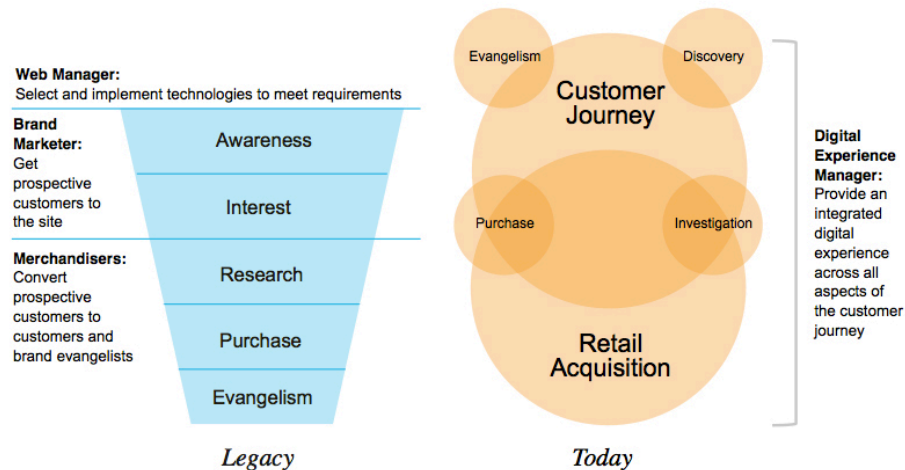 Web Manager:
Select and implement technologies to meet requirements
Brand
Marketer:
Get
prospective
customers to
the site
Merchandisers:
Convert
prospective
customers to
customers and
brand evangelists
Awareness
Interest
Research
Purchase
Evangelism
Legacy
Evangelism
Discovery
Customer
Journey
Purchase
Investigation
Retail
Acquisition
Today
Digital
Experience
Manager:
Provide an
integrated
digital
experience
across all
aspects of
the customer
journey